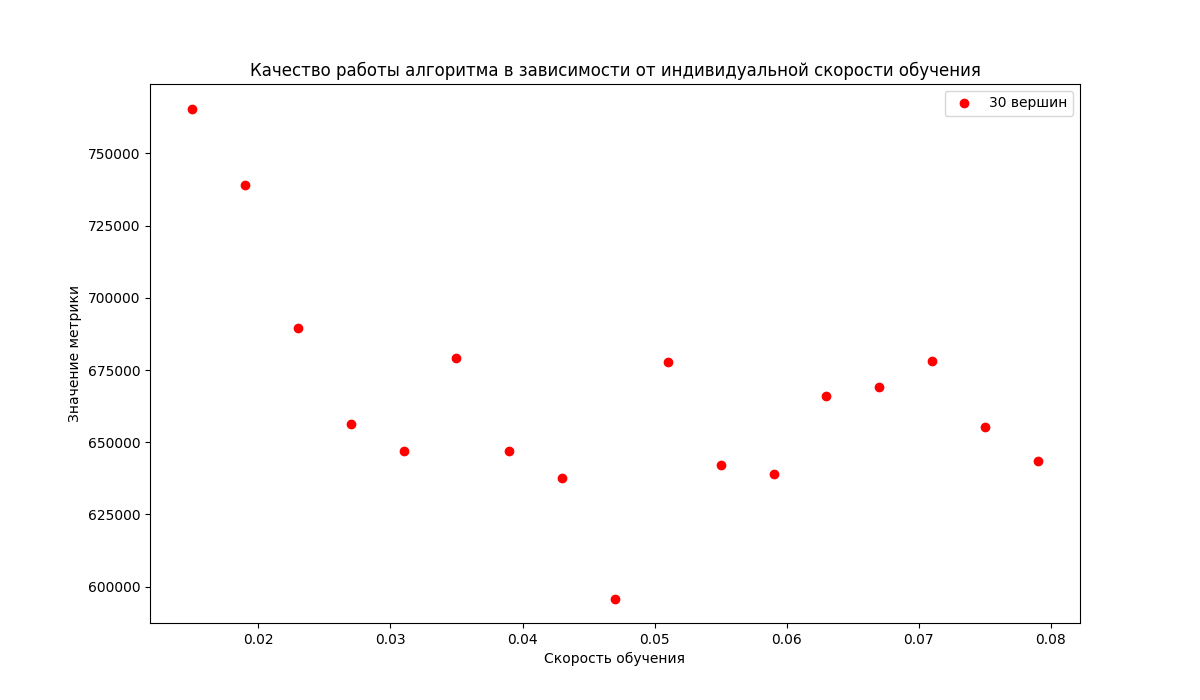 Качество работы алгоритма в зависимости от индивидуальной скорости обучения
30 вершин
Значение метрики
750000
725000
700000
675000
650000
625000
600000
0.02 0.03 0.04 0.05 0.06 0.07 0.08
Скорость обучения